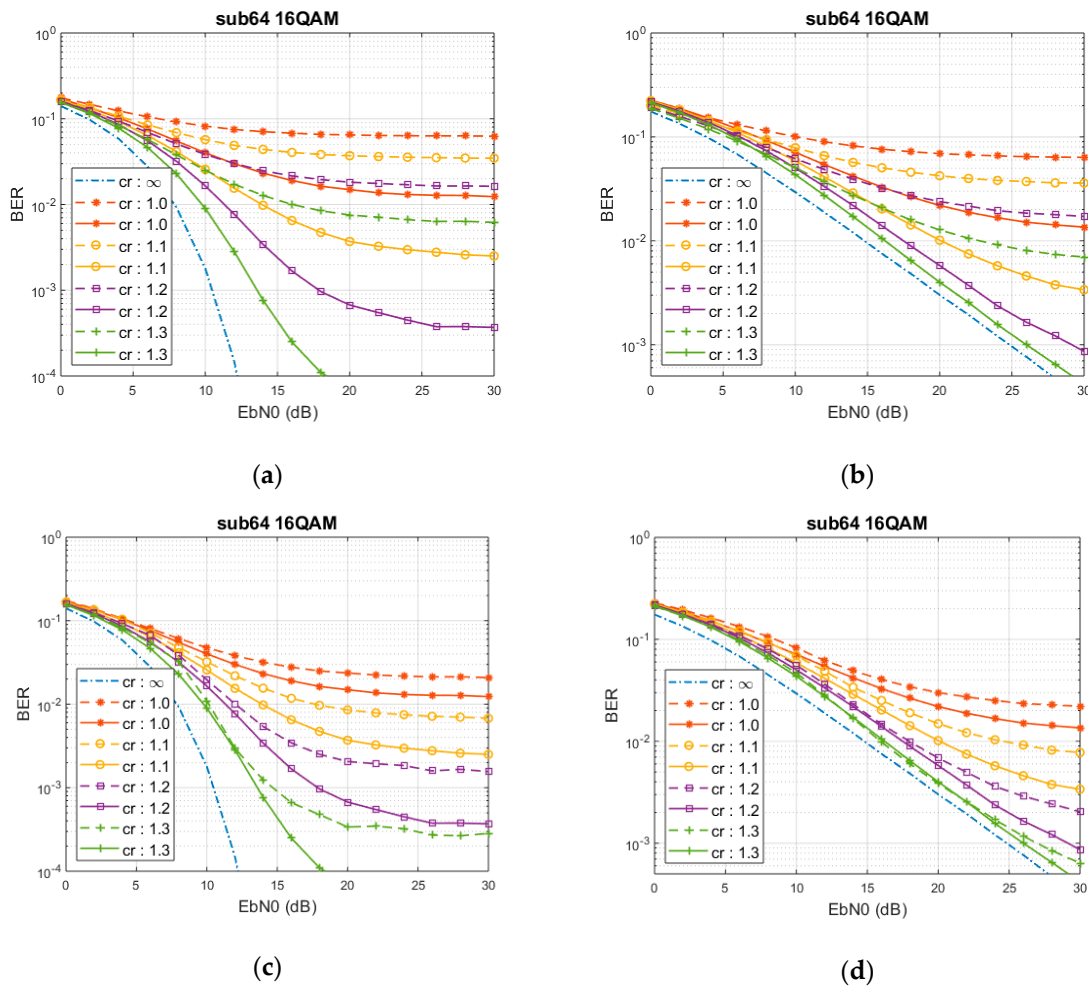 sub64 16QAM
10^0
10^-1
10^-2
10^-3
10^-4
BER
cr : ∞
cr : 1.0
cr : 1.0
cr : 1.1
cr : 1.1
cr : 1.2
cr : 1.2
cr : 1.3
cr : 1.3
0 5 10 15 20 25 30
EbN0 (dB)
(a)
sub64 16QAM
10^0
10^-1
10^-2
10^-3
BER
cr : ∞
cr : 1.0
cr : 1.0
cr : 1.1
cr : 1.1
cr : 1.2
cr : 1.2
cr : 1.3
cr : 1.3
0 5 10 15 20 25 30
EbN0 (dB)
(b)
sub64 16QAM
10^0
10^-1
10^-2
10^-3
10^-4
BER
cr : ∞
cr : 1.0
cr : 1.0
cr : 1.1
cr : 1.1
cr : 1.2
cr : 1.2
cr : 1.3
cr : 1.3
0 5 10 15 20 25 30
EbN0 (dB)
(c)
sub64 16QAM
10^0
10^-1
10^-2
10^-3
BER
cr : ∞
cr : 1.0
cr : 1.0
cr : 1.1
cr : 1.1
cr : 1.2
cr : 1.2
cr : 1.3
cr : 1.3
0 5 10 15 20 25 30
EbN0 (dB)
(d)